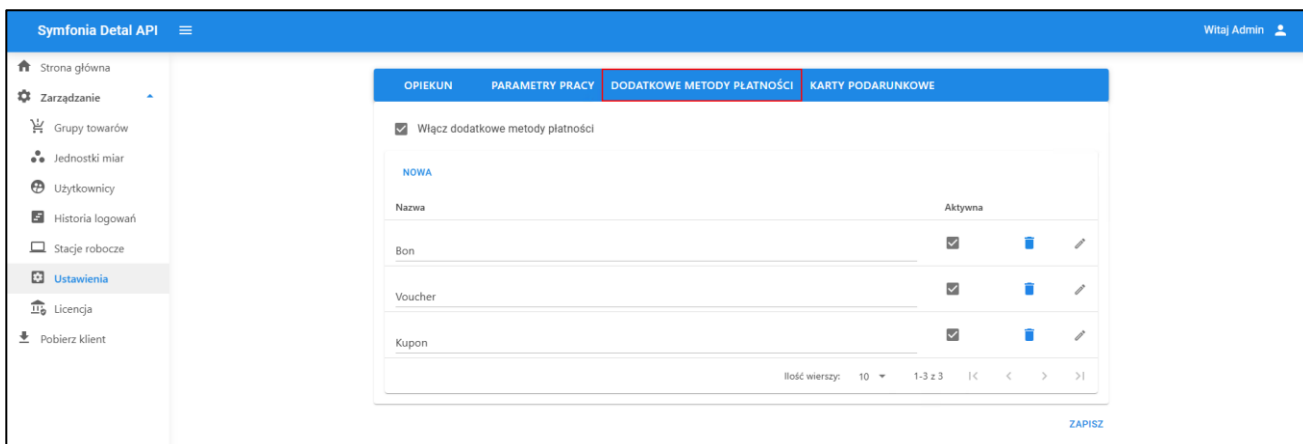 Symfonia Detal API
Witaj Admin
Strona główna
Zarządzanie
Grupy towarów
Jednostki miar
Użytkownicy
Historia logowań
Stacje robocze
Ustawienia
Licencja
Pobierz klient
OPIEKUN PARAMETRY PRACY DODATKOWE METODY PŁATNOŚCI KARTY PODARUNKOWE
Włącz dodatkowe metody płatności
NOWA
Nazwa Aktywna
Bon
Voucher
Kupon
Ilość wierszy: 10 1-3 z 3
ZAPISZ